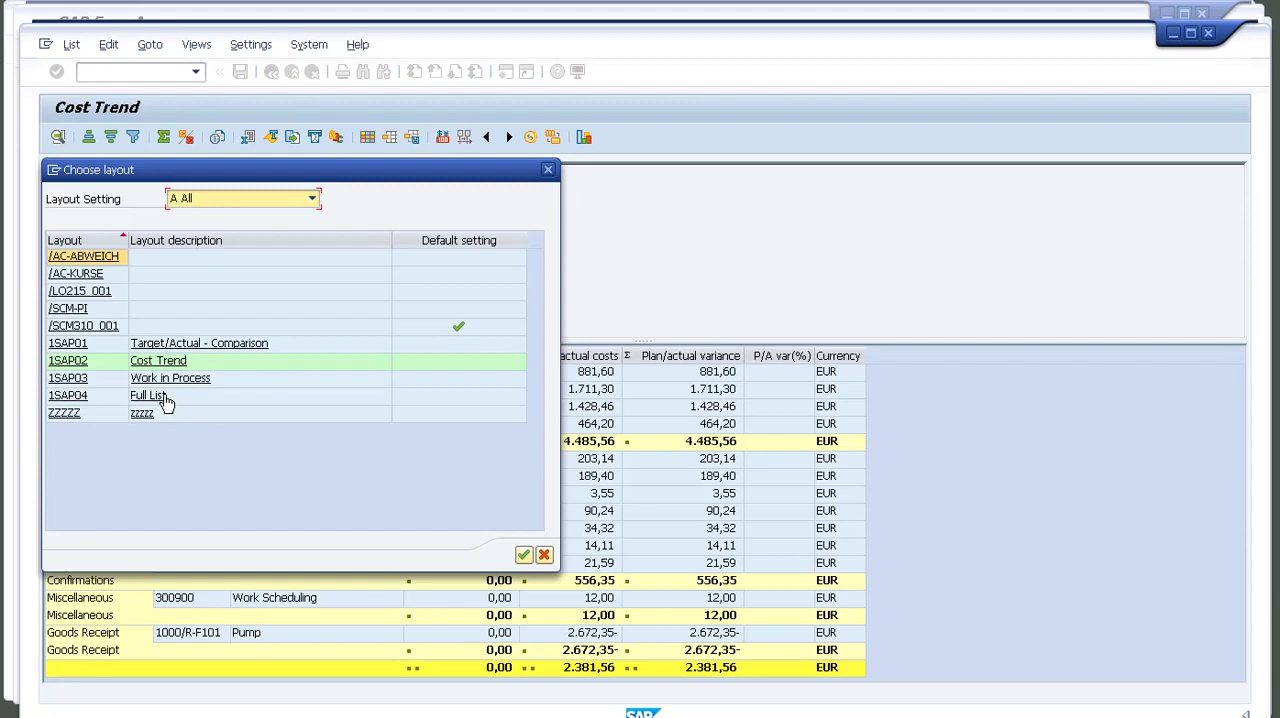 List Edit Goto Views Settings System Help
Cost Trend
Choose layout
Layout Setting A All
Layout Layout description Default setting
/AC-ABWEICH
/AC-KURSE
/LO215_001
/SCM-PI
/SCM310_001
1SAP01 Target/Actual - Comparison
1SAP02 Cost Trend
1SAP03 Work in Process
1SAP04 Full List
ZZZZZ zzzzz
actual costs Σ Plan/actual variance P/A var(%) Currency
881,60 881,60 EUR
1.711,30 1.711,30 EUR
1.428,46 1.428,46 EUR
464,20 464,20 EUR
4.485,56 4.485,56 EUR
203,14 203,14 EUR
189,40 189,40 EUR
3,55 3,55 EUR
90,24 90,24 EUR
34,32 34,32 EUR
14,11 14,11 EUR
21,59 21,59 EUR
Confirmations 0,00 556,35 556,35 EUR
Miscellaneous 300900 Work Scheduling 0,00 12,00 12,00 EUR
Miscellaneous 0,00 12,00 12,00 EUR
Goods Receipt 1000/R-F101 Pump 0,00 2.672,35- 2.672,35- EUR
Goods Receipt 0,00 2.672,35- 2.672,35- EUR
0,00 2.381,56 2.381,56 EUR
SAP